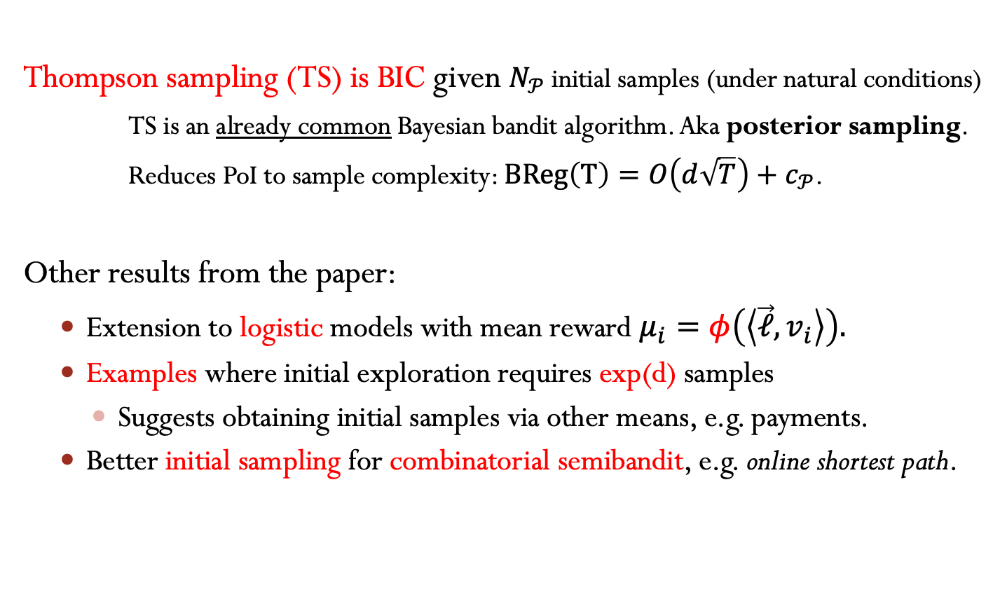 Thompson sampling (TS) is BIC given $N_{\mathcal{P}}$ initial samples (under natural conditions)
TS is an already common Bayesian bandit algorithm. Aka posterior sampling.
Reduces PoI to sample complexity: $\mathrm{BReg(T)} = O(d\sqrt{T}) + c_{\mathcal{P}}$.
Other results from the paper:
• Extension to logistic models with mean reward $\mu_i = \phi(\langle \vec{\ell}, v_i \rangle)$.
• Examples where initial exploration requires exp(d) samples
• Suggests obtaining initial samples via other means, e.g. payments.
• Better initial sampling for combinatorial semibandit, e.g. online shortest path.